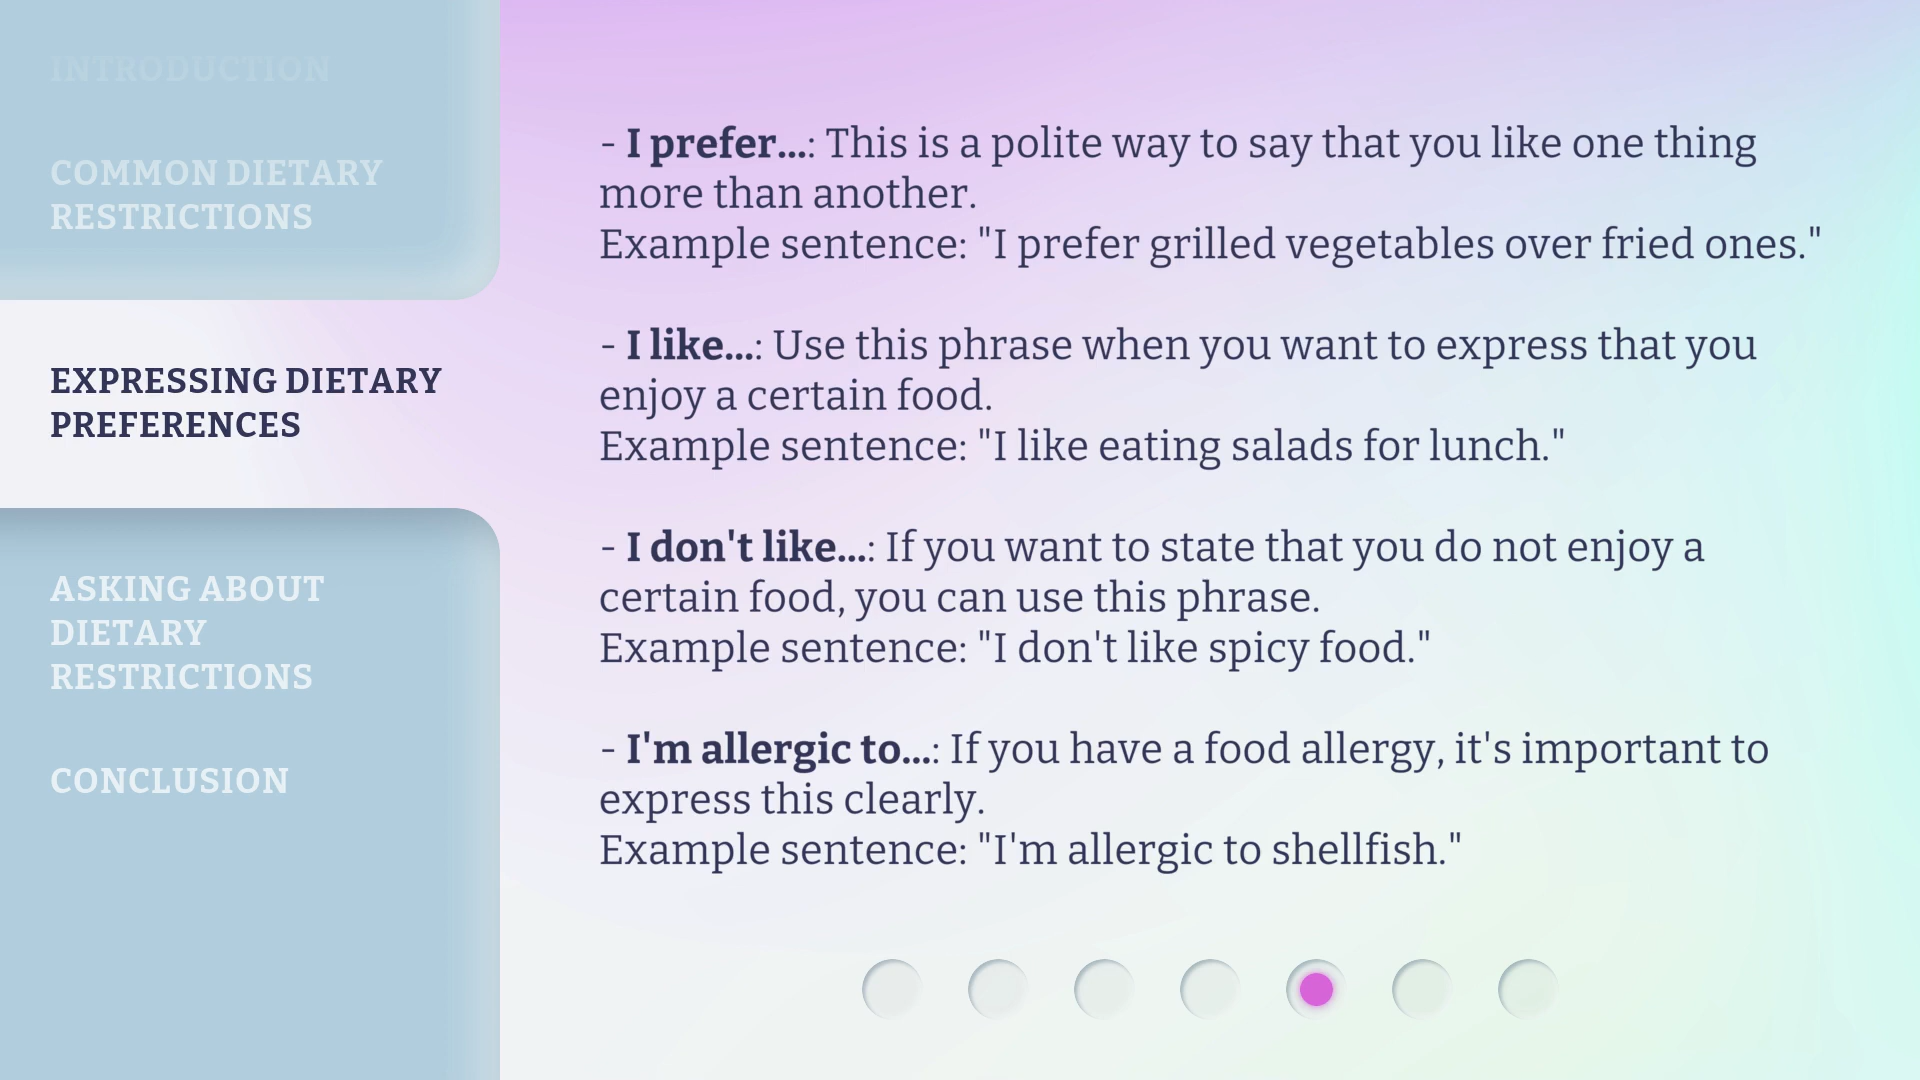 INTRODUCTION
COMMON DIETARY
RESTRICTIONS
EXPRESSING DIETARY
PREFERENCES
ASKING ABOUT
DIETARY
RESTRICTIONS
CONCLUSION
- I prefer...: This is a polite way to say that you like one thing
more than another.
Example sentence: "I prefer grilled vegetables over fried ones."
- I like...: Use this phrase when you want to express that you
enjoy a certain food.
Example sentence: "I like eating salads for lunch."
- I don't like...: If you want to state that you do not enjoy a
certain food, you can use this phrase.
Example sentence: "I don't like spicy food."
- I'm allergic to...: If you have a food allergy, it's important to
express this clearly.
Example sentence: "I'm allergic to shellfish."